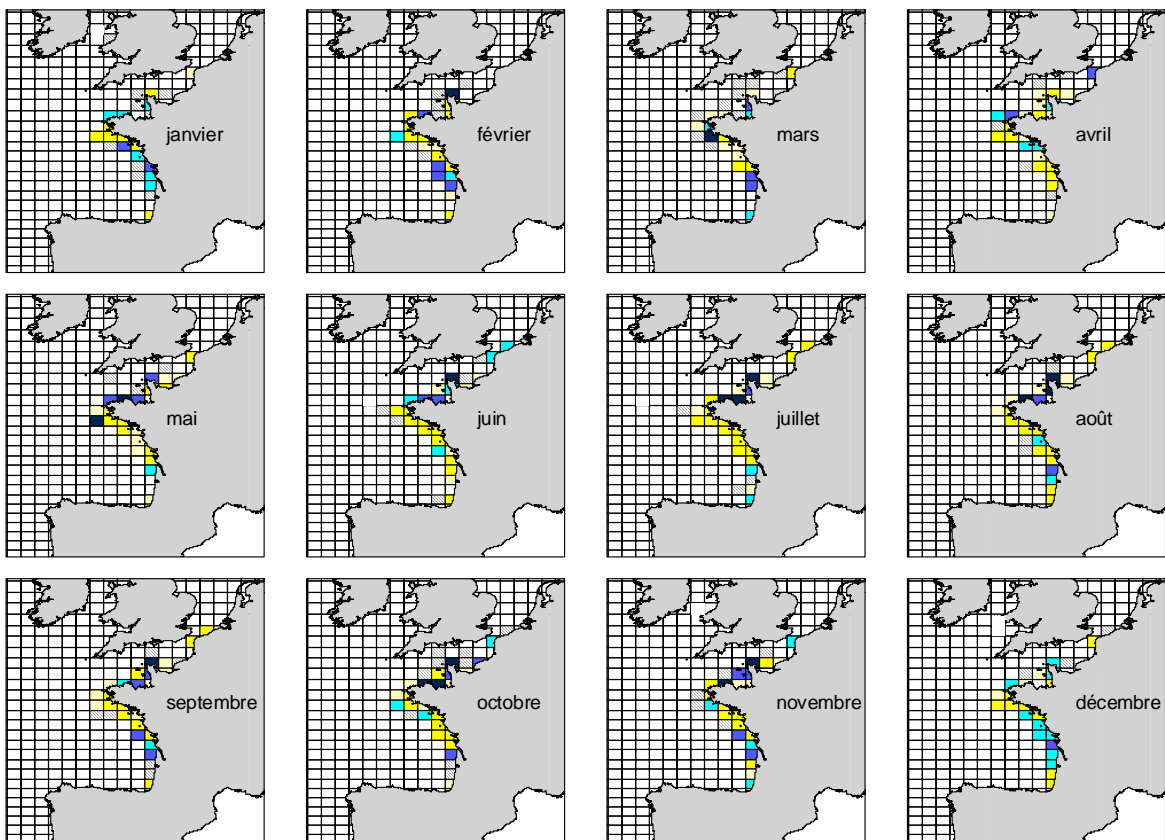 janvier
février
mars
avril
mai
juin
juillet
août
septembre
octobre
novembre
décembre